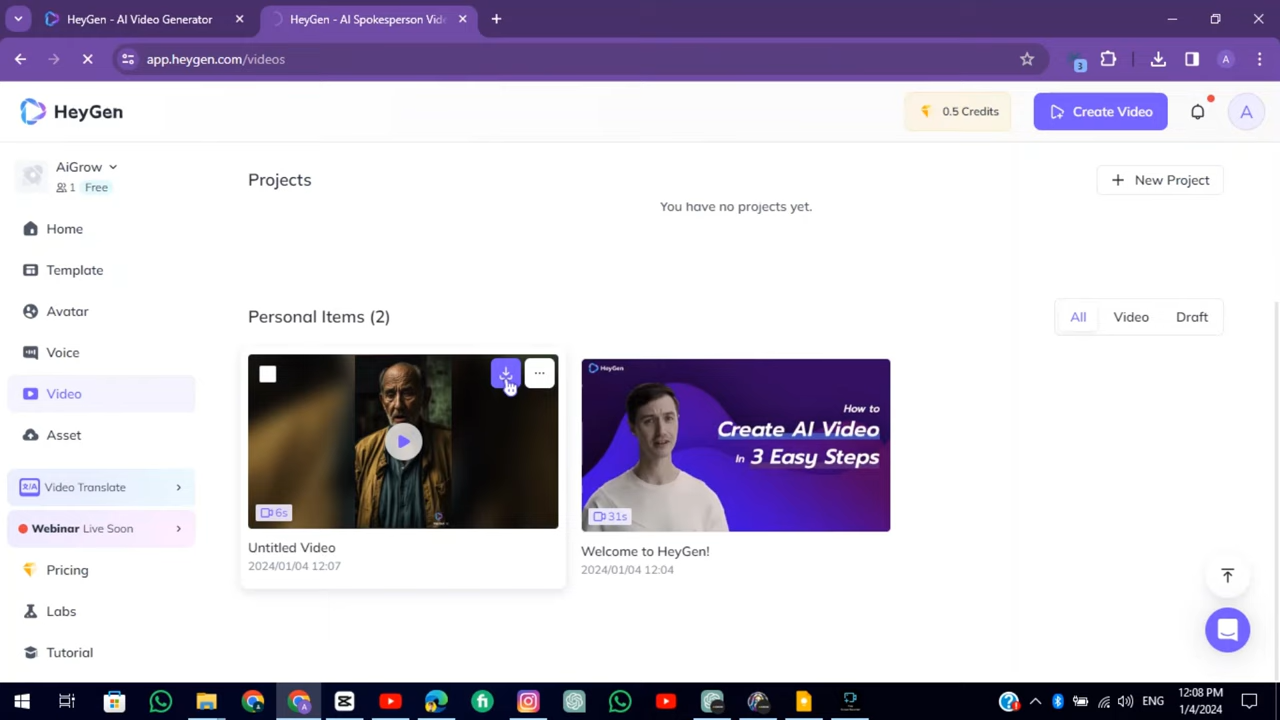 HeyGen - AI Video Generator
HeyGen - AI Spokesperson Vide
app.heygen.com/videos
3
A
HeyGen
0.5 Credits
Create Video
A
AiGrow
1 Free
Home
Template
Avatar
Voice
Video
Asset
Video Translate
Webinar Live Soon
Pricing
Labs
Tutorial
Projects
New Project
You have no projects yet.
Personal Items (2)
All
Video
Draft
6s
Untitled Video
2024/01/04 12:07
HeyGen
How to
Create AI Video
In 3 Easy Steps
31s
Welcome to HeyGen!
2024/01/04 12:04
ENG
12:08 PM
1/4/2024